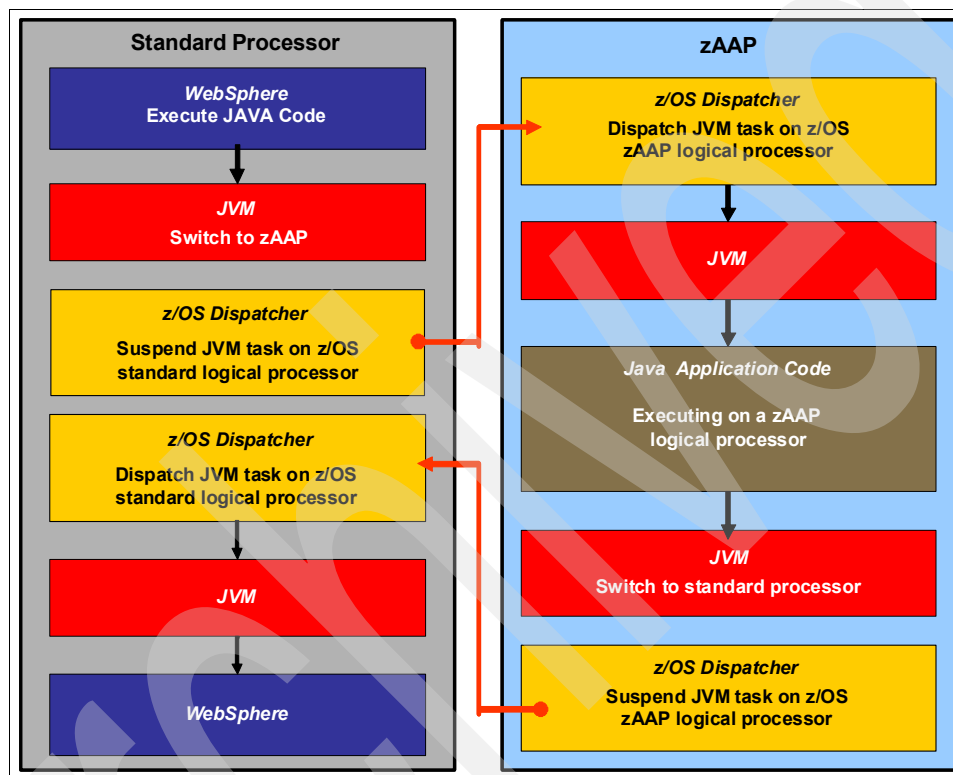 Standard Processor
WebSphere
Execute JAVA Code
JVM
Switch to zAAP
z/OS Dispatcher
Suspend JVM task on z/OS
standard logical processor
z/OS Dispatcher
Dispatch JVM task on z/OS
standard logical processor
JVM
WebSphere
zAAP
z/OS Dispatcher
Dispatch JVM task on z/OS
zAAP logical processor
JVM
Java Application Code
Executing on a zAAP
logical processor
JVM
Switch to standard processor
z/OS Dispatcher
Suspend JVM task on z/OS
zAAP logical processor